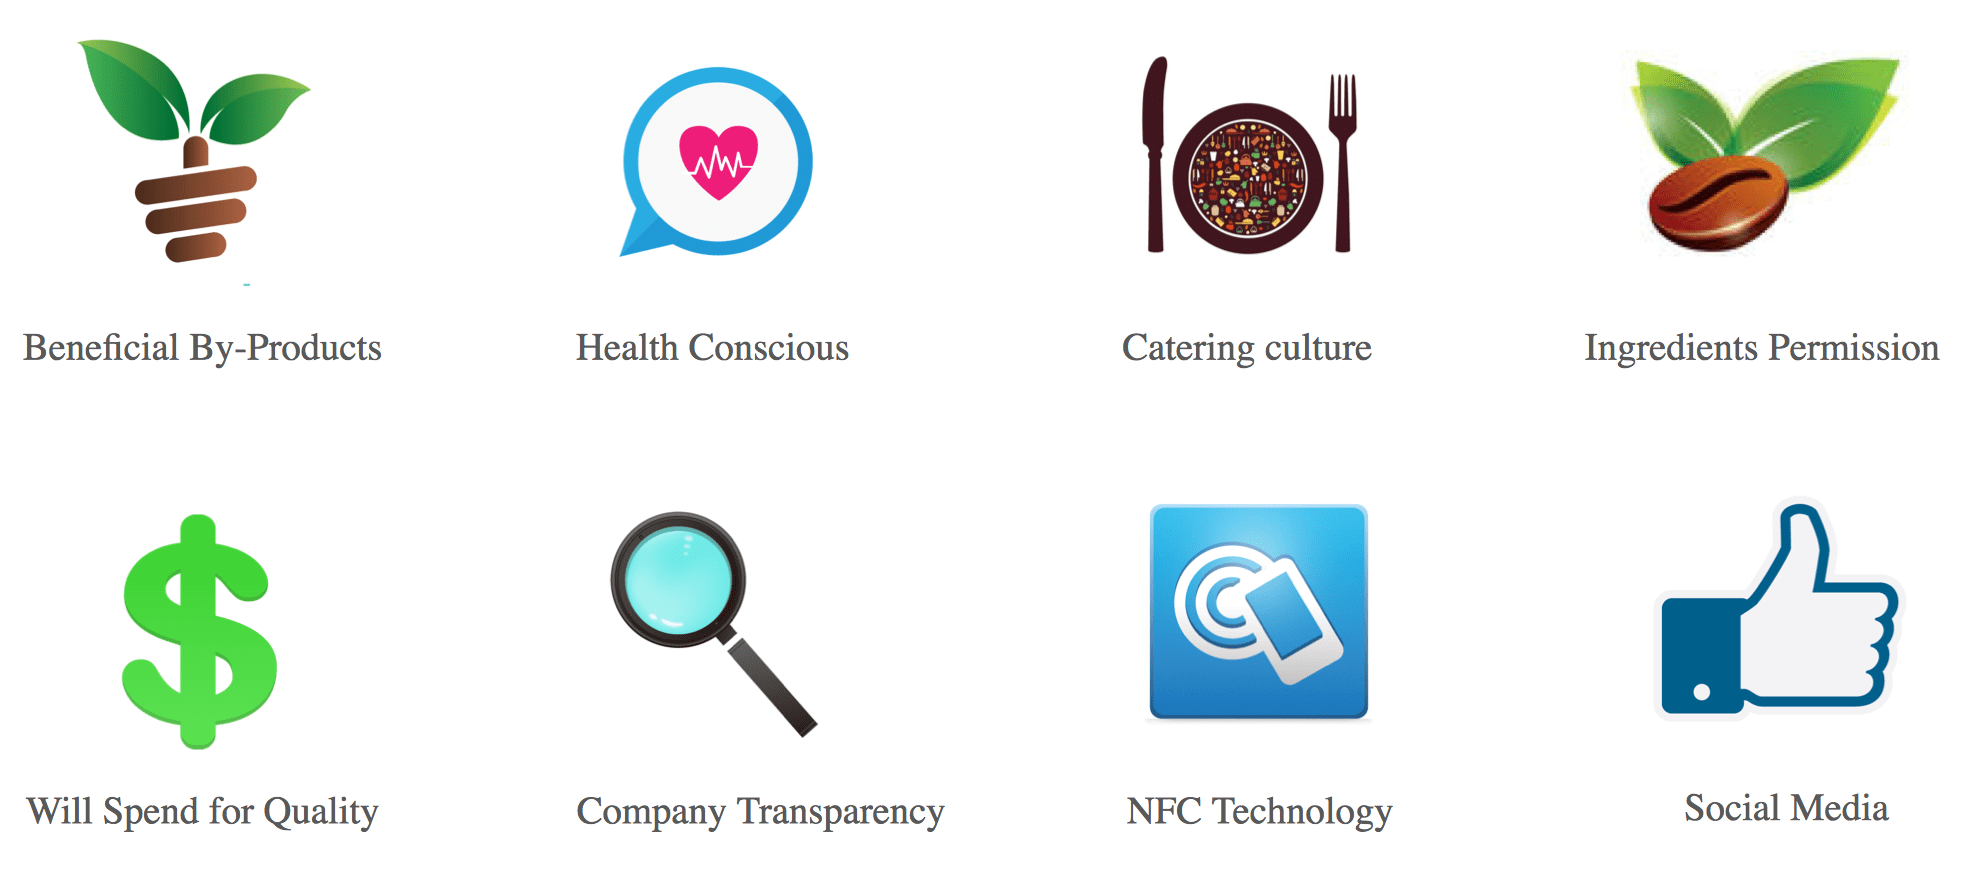 Beneficial By-Products
Health Conscious
Catering culture
Ingredients Permission
Will Spend for Quality
Company Transparency
NFC Technology
Social Media